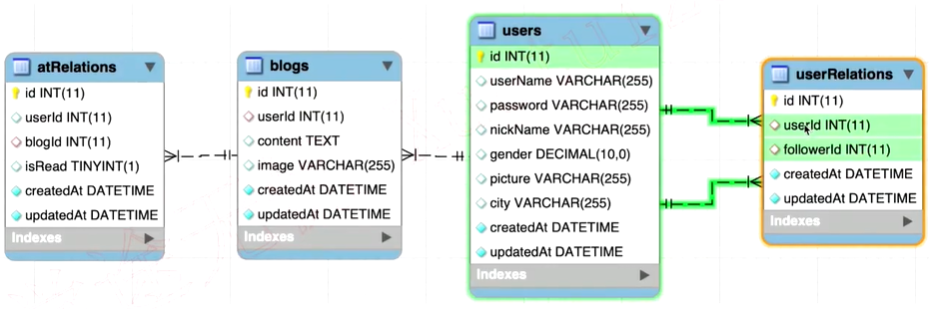 atRelations
id INT(11)
userId INT(11)
blogId INT(11)
isRead TINYINT(1)
createdAt DATETIME
updatedAt DATETIME
Indexes
blogs
id INT(11)
userId INT(11)
content TEXT
image VARCHAR(255)
createdAt DATETIME
updatedAt DATETIME
Indexes
users
id INT(11)
userName VARCHAR(255)
password VARCHAR(255)
nickName VARCHAR(255)
gender DECIMAL(10,0)
picture VARCHAR(255)
city VARCHAR(255)
createdAt DATETIME
updatedAt DATETIME
Indexes
userRelations
id INT(11)
userId INT(11)
followerId INT(11)
createdAt DATETIME
updatedAt DATETIME
Indexes